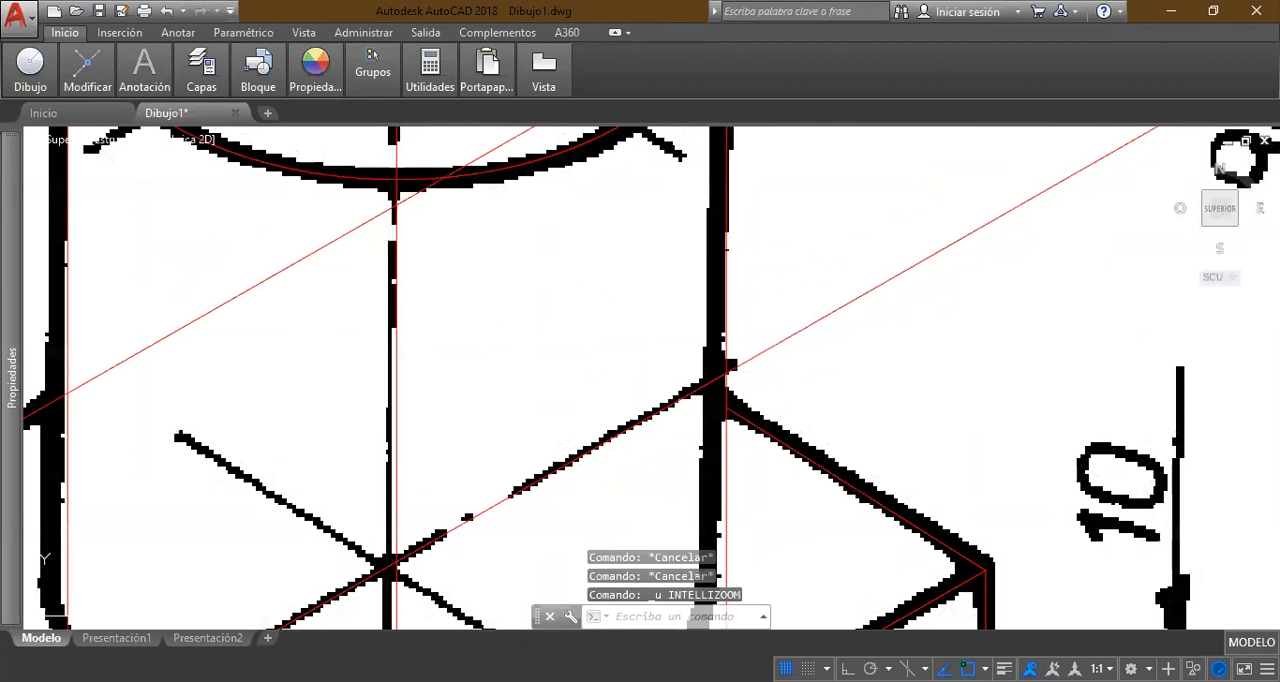 Autodesk AutoCAD 2018 Dibujo1.dwg
Escriba palabra clave o frase
Iniciar sesión
Inicio Inserción Anotar Paramétrico Vista Administrar Salida Complementos A360
Dibujo Modificar Anotación Capas Bloque Propieda... Grupos Utilidades Portapap... Vista
Inicio Dibujo1*
2D]
N
O SUPERIOR E
S
SCU
Propiedades
10
Y
Comando: *Cancelar*
Comando: *Cancelar*
Comando: _u INTELLIZOOM
Escriba un comando
Modelo Presentación1 Presentación2
MODELO
1:1